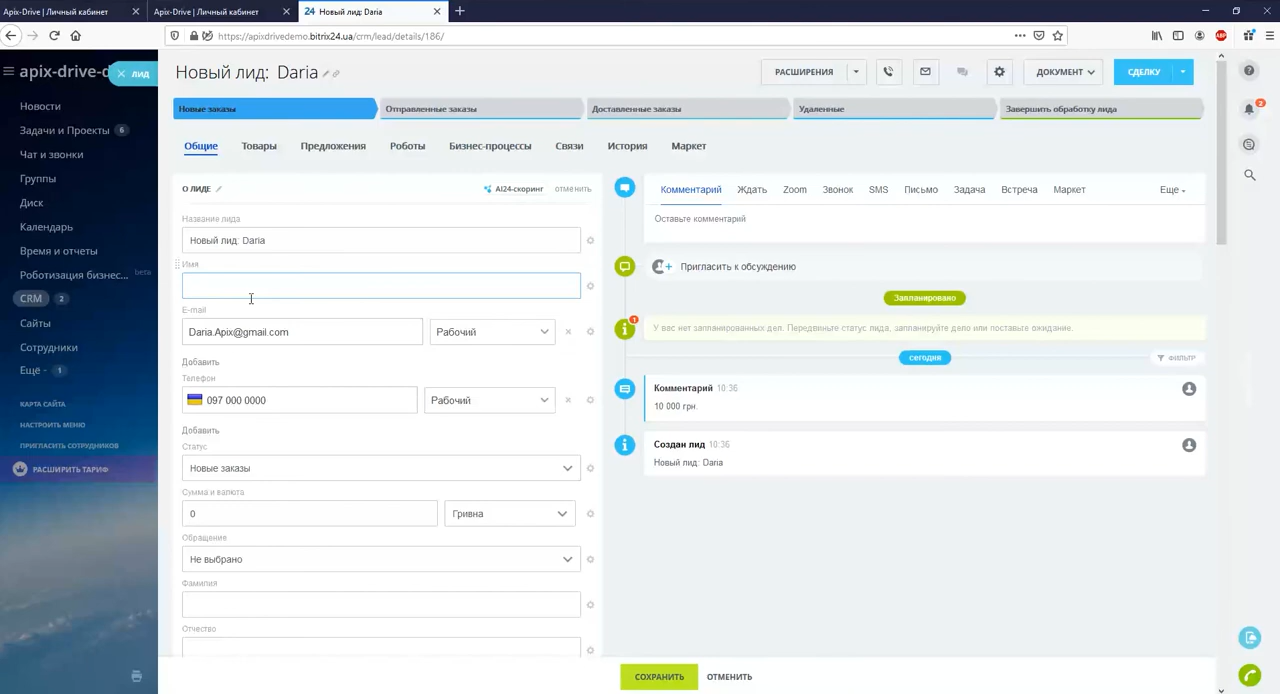 Apix-Drive | Личный кабинет
Apix-Drive | Личный кабинет
24 Новый лид: Daria
https://apixdrivedemo.bitrix24.ua/crm/lead/details/186/
ABP
apix-drive-d
ЛИД
Новости
Задачи и Проекты 6
Чат и звонки
Группы
Диск
Календарь
Время и отчеты
Роботизация бизнес... beta
CRM 2
Сайты
Сотрудники
Ещё - 1
КАРТА САЙТА
НАСТРОИТЬ МЕНЮ
ПРИГЛАСИТЬ СОТРУДНИКОВ
РАСШИРИТЬ ТАРИФ
Новый лид: Daria
РАСШИРЕНИЯ
ДОКУМЕНТ
СДЕЛКУ
Новые заказы
Отправленные заказы
Доставленные заказы
Удаленные
Завершить обработку лида
Общие
Товары
Предложения
Роботы
Бизнес-процессы
Связи
История
Маркет
О ЛИДЕ
AI24-скоринг
ОТМЕНИТЬ
Название лида
Новый лид: Daria
Имя
E-mail
Daria.Apix@gmail.com
Рабочий
Добавить
Телефон
097 000 0000
Рабочий
Добавить
Статус
Новые заказы
Сумма и валюта
0
Гривна
Обращение
Не выбрано
Фамилия
Отчество
Комментарий
Ждать
Zoom
Звонок
SMS
Письмо
Задача
Встреча
Маркет
Еще
Оставьте комментарий
Пригласить к обсуждению
Запланировано
1
У вас нет запланированных дел. Передвиньте статус лида, запланируйте дело или поставьте ожидание.
сегодня
ФИЛЬТР
Комментарий 10:36
10 000 грн.
Создан лид 10:36
Новый лид: Daria
СОХРАНИТЬ
ОТМЕНИТЬ
2